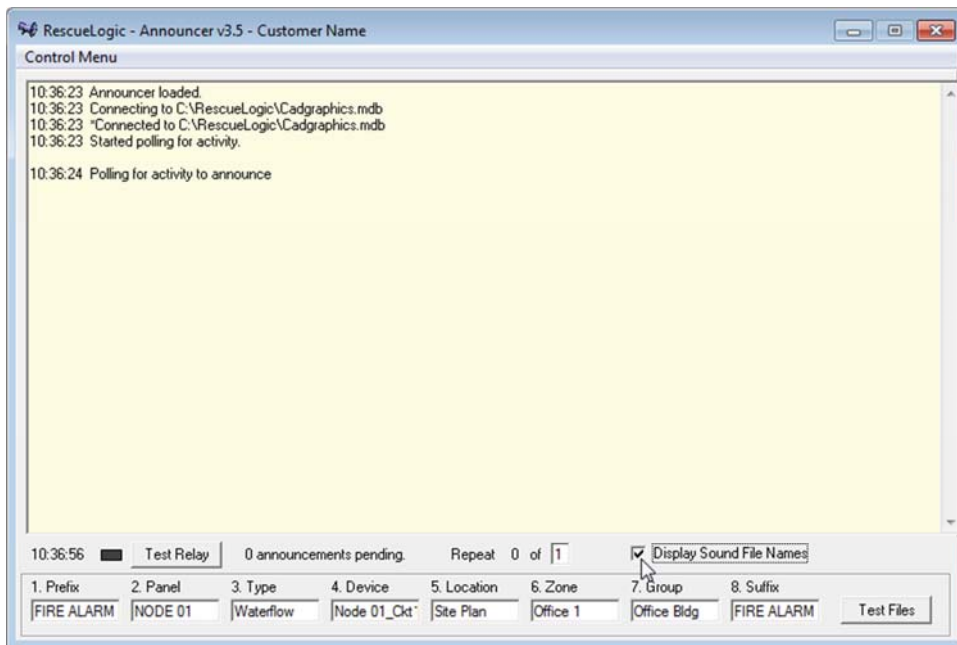 RescueLogic - Announcer v3.5 - Customer Name
Control Menu
10:36:23 Announcer loaded.
10:36:23 Connecting to C:\RescueLogic\Cadgraphics.mdb
10:36:23 *Connected to C:\RescueLogic\Cadgraphics.mdb
10:36:23 Started polling for activity.
10:36:24 Polling for activity to announce
10:36:56 Test Relay 0 announcements pending. Repeat 0 of 1 Display Sound File Names
1. Prefix 2. Panel 3. Type 4. Device 5. Location 6. Zone 7. Group 8. Suffix
FIRE ALARM NODE 01 Waterflow Node 01_Ckt Site Plan Office 1 Office Bldg FIRE ALARM Test Files